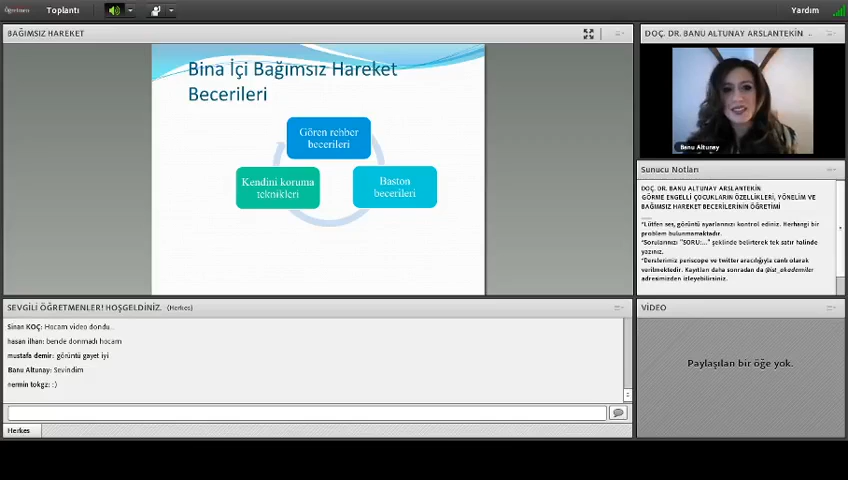 Öğretmen
Toplantı
Yardım
BAĞIMSIZ HAREKET
Bina İçi Bağımsız Hareket
Becerileri
Gören rehber
becerileri
Kendini koruma
teknikleri
Baston
becerileri
DOÇ. DR. BANU ALTUNAY ARSLANTEKİN ..
Banu Altunay
Sunucu Notları
DOÇ. DR. BANU ALTUNAY ARSLANTEKİN
GÖRME ENGELLİ ÇOCUKLARIN ÖZELLİKLERİ, YÖNELİM VE
BAĞIMSIZ HAREKET BECERİLERİNİN ÖĞRETİMİ
*Lütfen ses, görüntü ayarlarınızı kontrol ediniz. Herhangi bir
problem bulunmamaktadır.
*Sorularınızı "SORU:..." şeklinde belirterek tek satır halinde
yazınız.
*Derslerimiz periscope ve twitter aracılığıyla canlı olarak
verilmektedir. Kayıtları daha sonradan da @ist_akademiler
adresimizden izleyebilirsiniz.
SEVGİLİ ÖĞRETMENLER! HOŞGELDİNİZ. (Herkes)
Sinan KOÇ: Hocam video dondu..
hasan ilhan: bende donmadı hocam
mustafa demir: görüntü gayet iyi
Banu Altunay: Sevindim
nermin tokgz: :)
Herkes
VİDEO
Paylaşılan bir öğe yok.